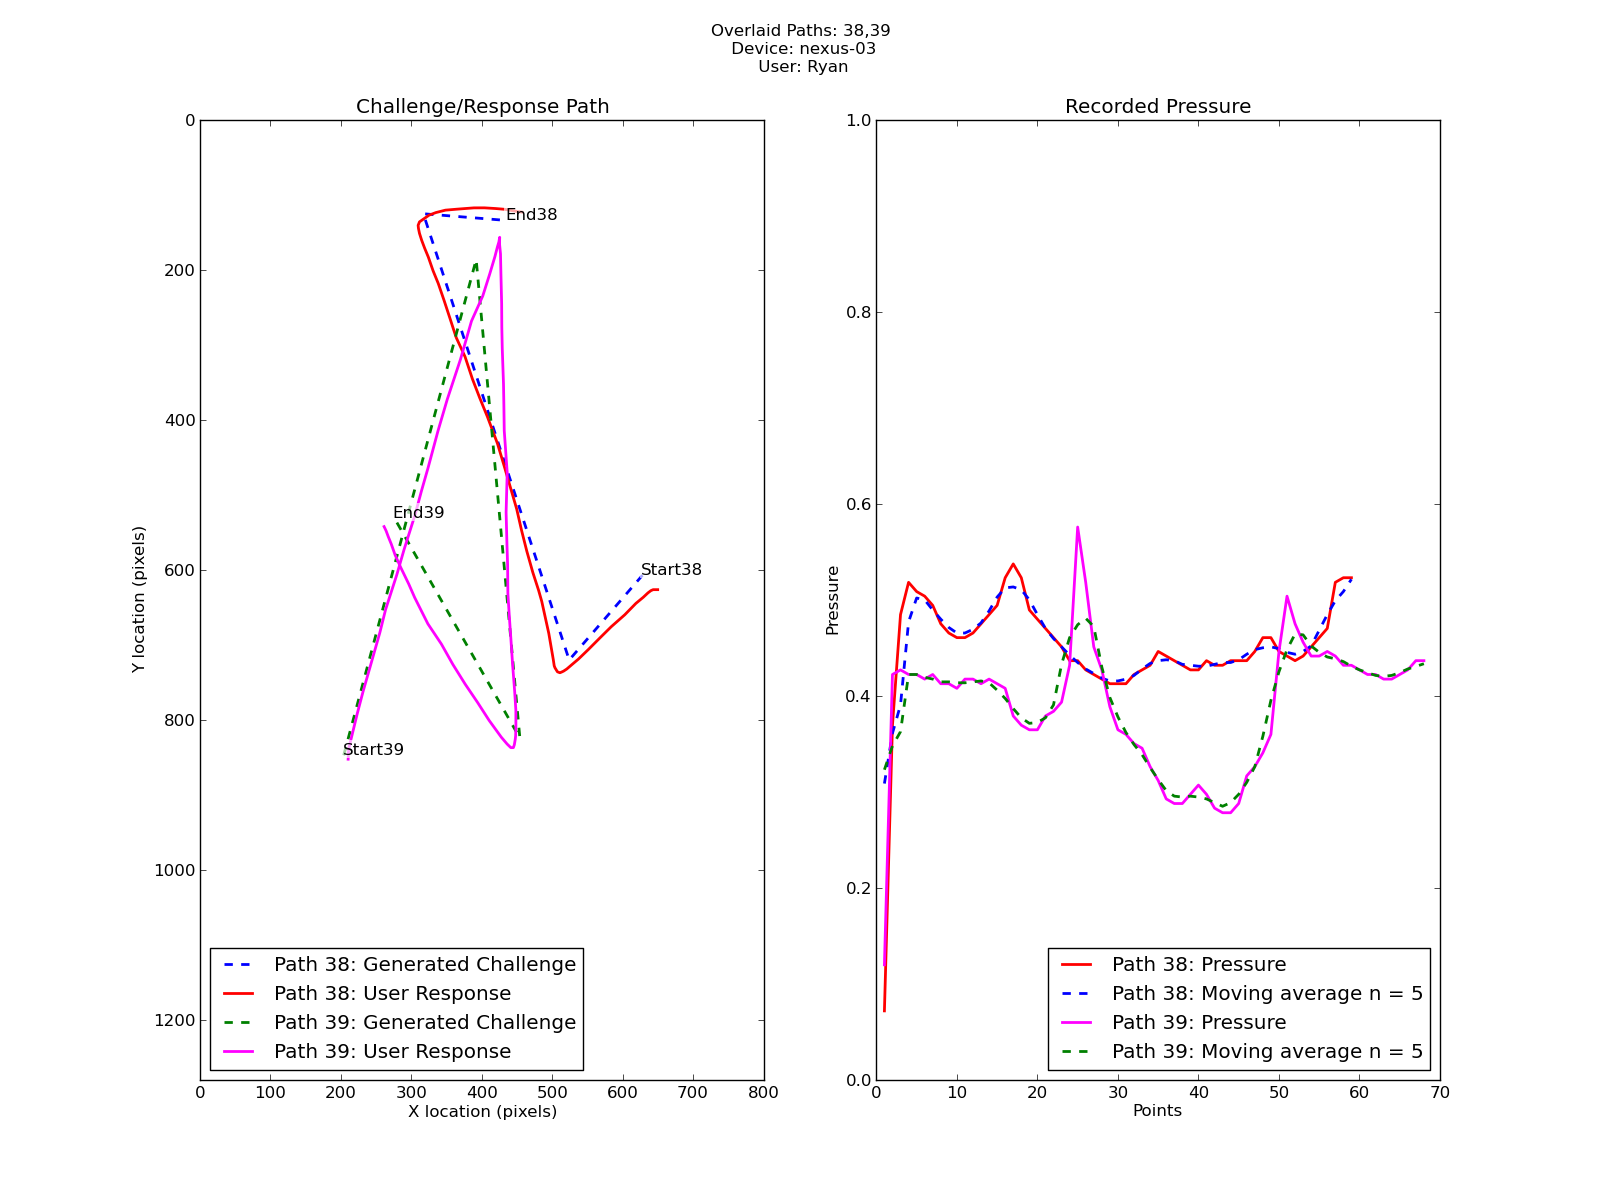 Overlaid Paths: 38,39
Device: nexus-03
User: Ryan
Challenge/Response Path
0
200
400
600
800
1000
1200
Y location (pixels)
End38
End39
Start38
Start39
Path 38: Generated Challenge
Path 38: User Response
Path 39: Generated Challenge
Path 39: User Response
0 100 200 300 400 500 600 700 800
X location (pixels)
Recorded Pressure
1.0
0.8
0.6
0.4
0.2
0.0
Pressure
Path 38: Pressure
Path 38: Moving average n = 5
Path 39: Pressure
Path 39: Moving average n = 5
0 10 20 30 40 50 60 70
Points